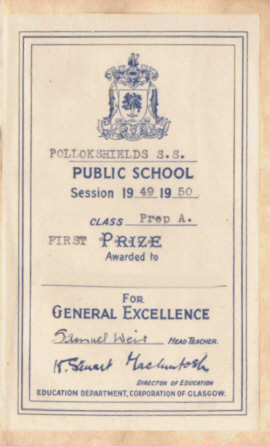 POLLOKSHIELDS S.S.
PUBLIC SCHOOL
Session 19 49 19 50
CLASS Prep A.
FIRST PRIZE
Awarded to
FOR
GENERAL EXCELLENCE
Samuel Weir HEAD TEACHER.
H. Stewart Mackintosh
DIRECTOR OF EDUCATION
EDUCATION DEPARTMENT, CORPORATION OF GLASGOW.